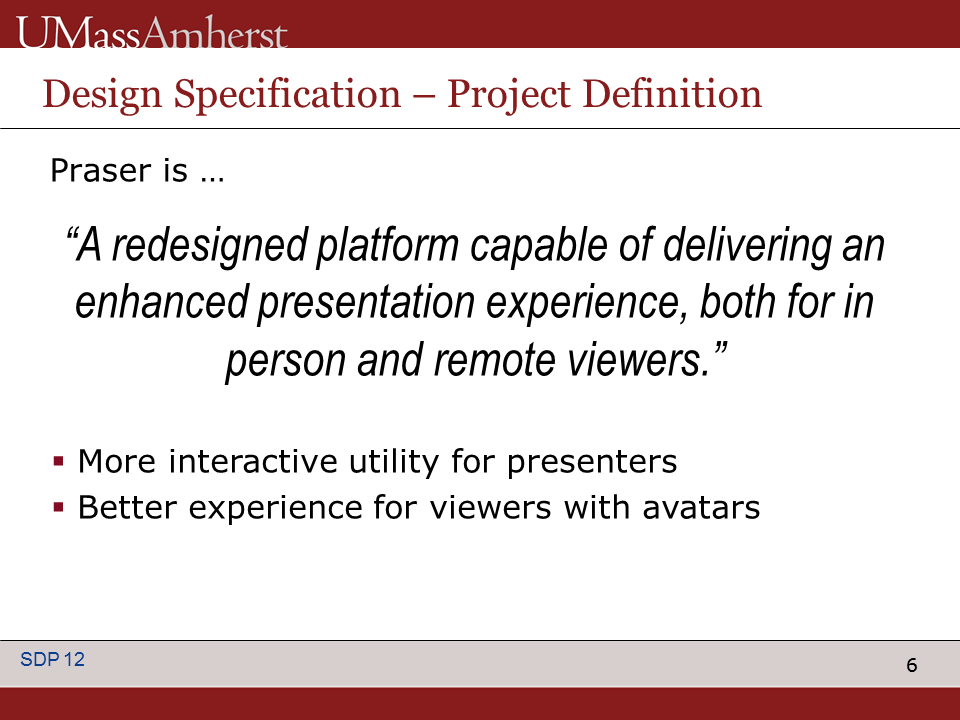 UMassAmherst
Design Specification – Project Definition
Praser is …
“A redesigned platform capable of delivering an
enhanced presentation experience, both for in
person and remote viewers.”
▪ More interactive utility for presenters
▪ Better experience for viewers with avatars
SDP 12
6